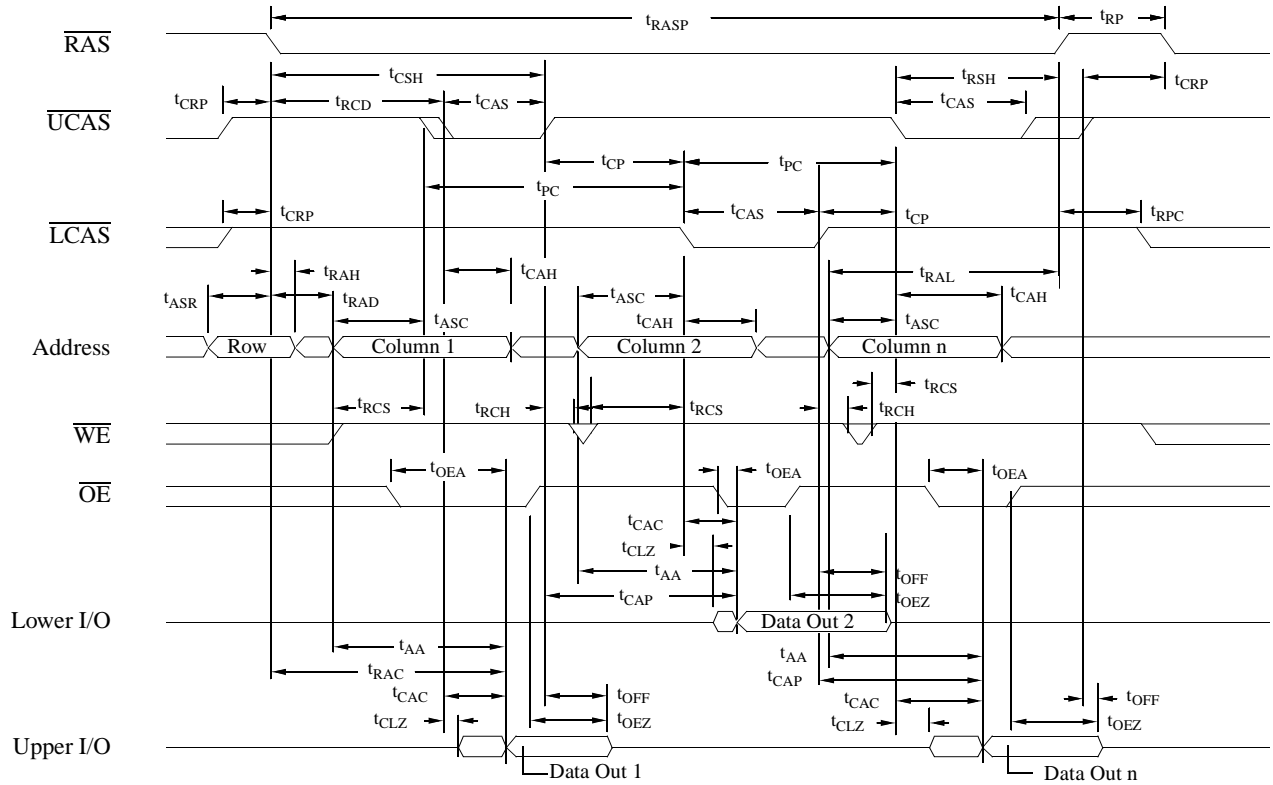 tRASP
tRP
RAS
tCSH
tRSH
tCRP
tCRP
tRCD
tCAS
tCAS
UCAS
tCP
tPC
tPC
tCAS
tCP
tCRP
tRPC
LCAS
tRAH
tCAH
tRAL
tASR
tRAD
tASC
tCAH
tASC
tCAH
tASC
Address
Row
Column 1
Column 2
Column n
tRCS
tRCS
tRCH
tRCS
tRCH
WE
tOEA
tOEA
tOEA
OE
tCAC
tCLZ
tAA
tOFF
tCAP
tOEZ
Lower I/O
Data Out 2
tAA
tAA
tRAC
tCAP
tCAC
tOFF
tCAC
tOFF
tCLZ
tOEZ
tCLZ
tOEZ
Upper I/O
Data Out 1
Data Out n